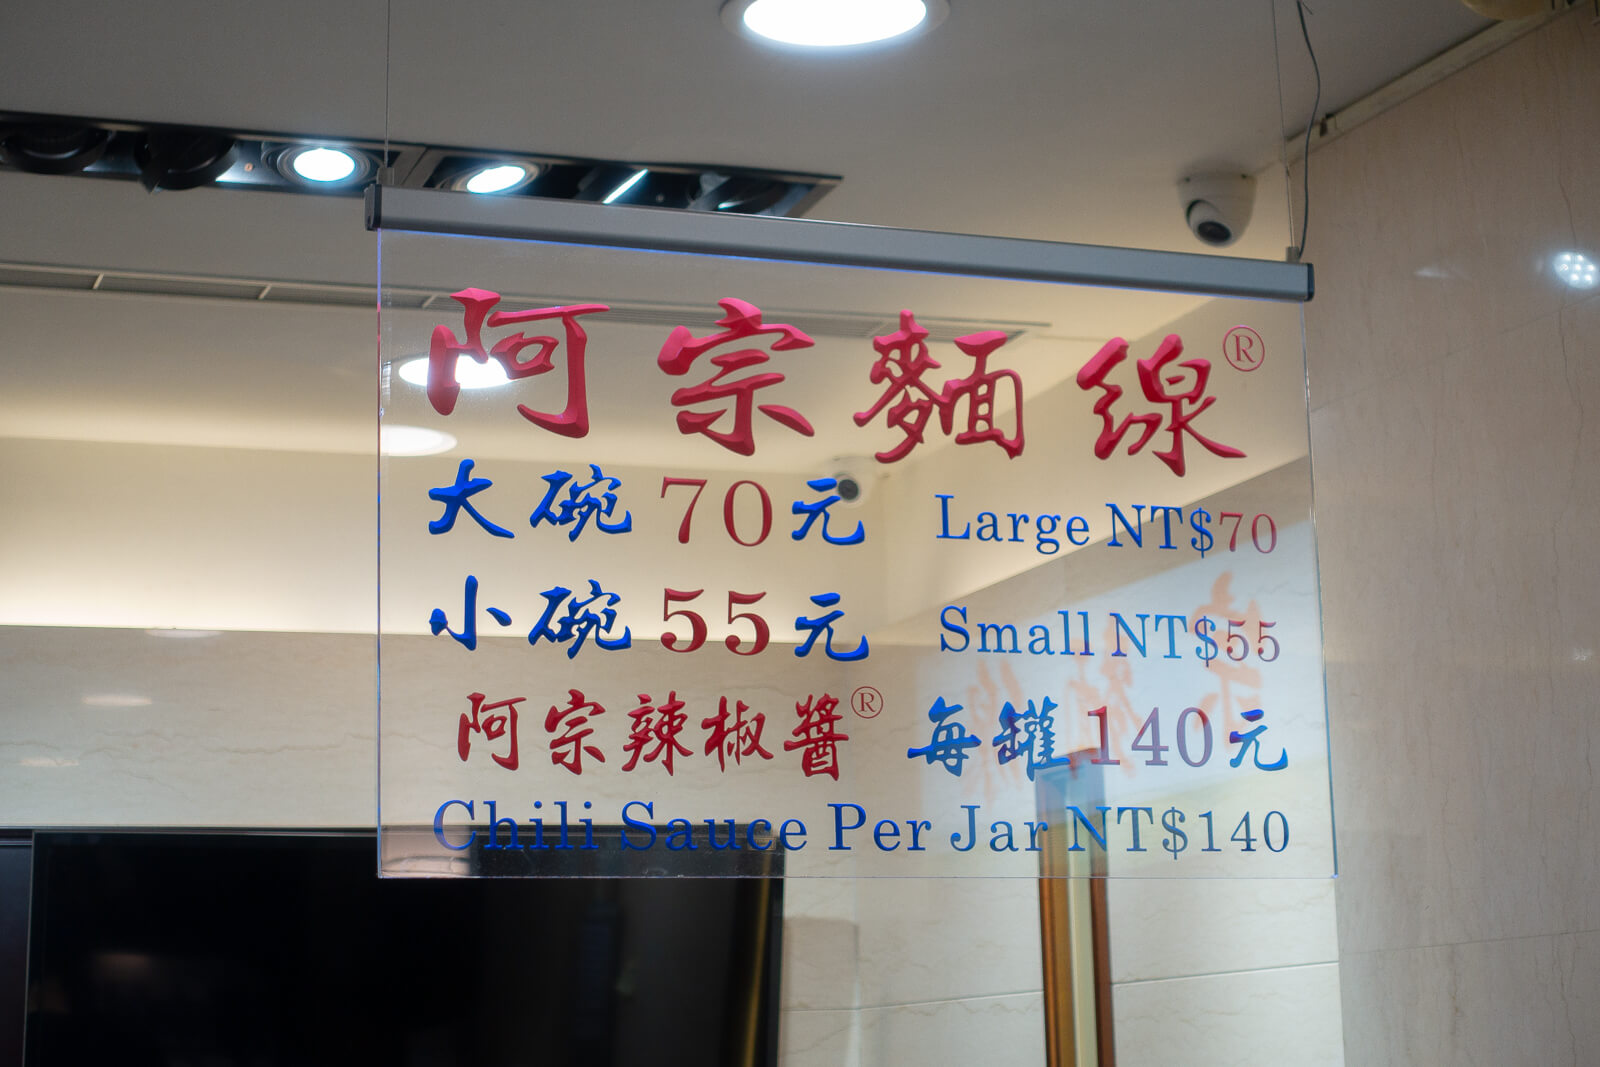 阿宗麵線®
大碗70元 Large NT$70
小碗55元 Small NT$55
阿宗辣椒醬® 每罐140元
Chili Sauce Per Jar NT$140